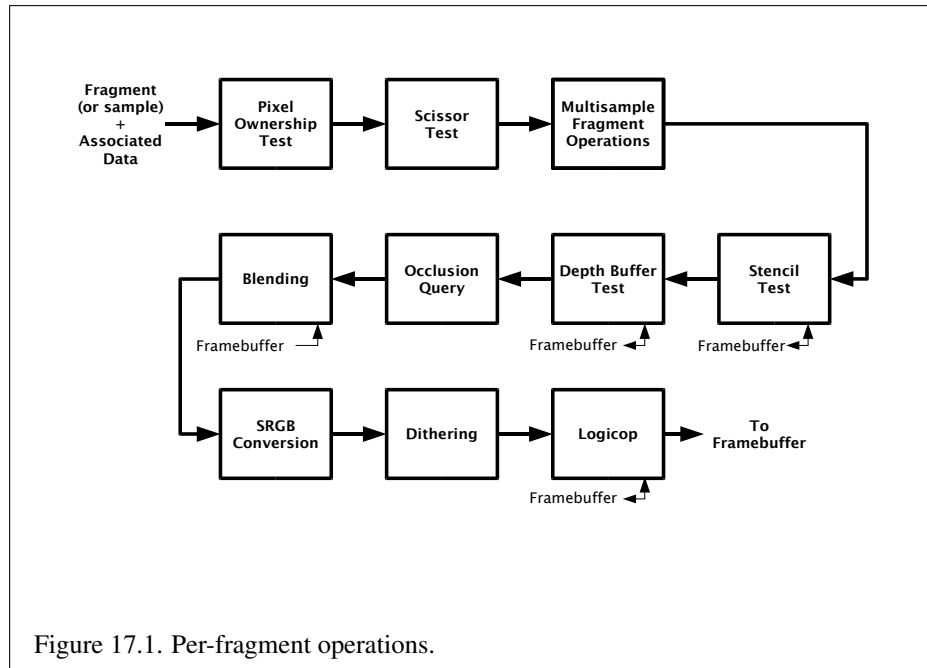 Fragment
(or sample)
+
Associated
Data
Pixel
Ownership
Test
Scissor
Test
Multisample
Fragment
Operations
Blending
Occlusion
Query
Depth Buffer
Test
Stencil
Test
Framebuffer
Framebuffer
Framebuffer
SRGB
Conversion
Dithering
Logicop
To
Framebuffer
Framebuffer
Figure 17.1. Per-fragment operations.